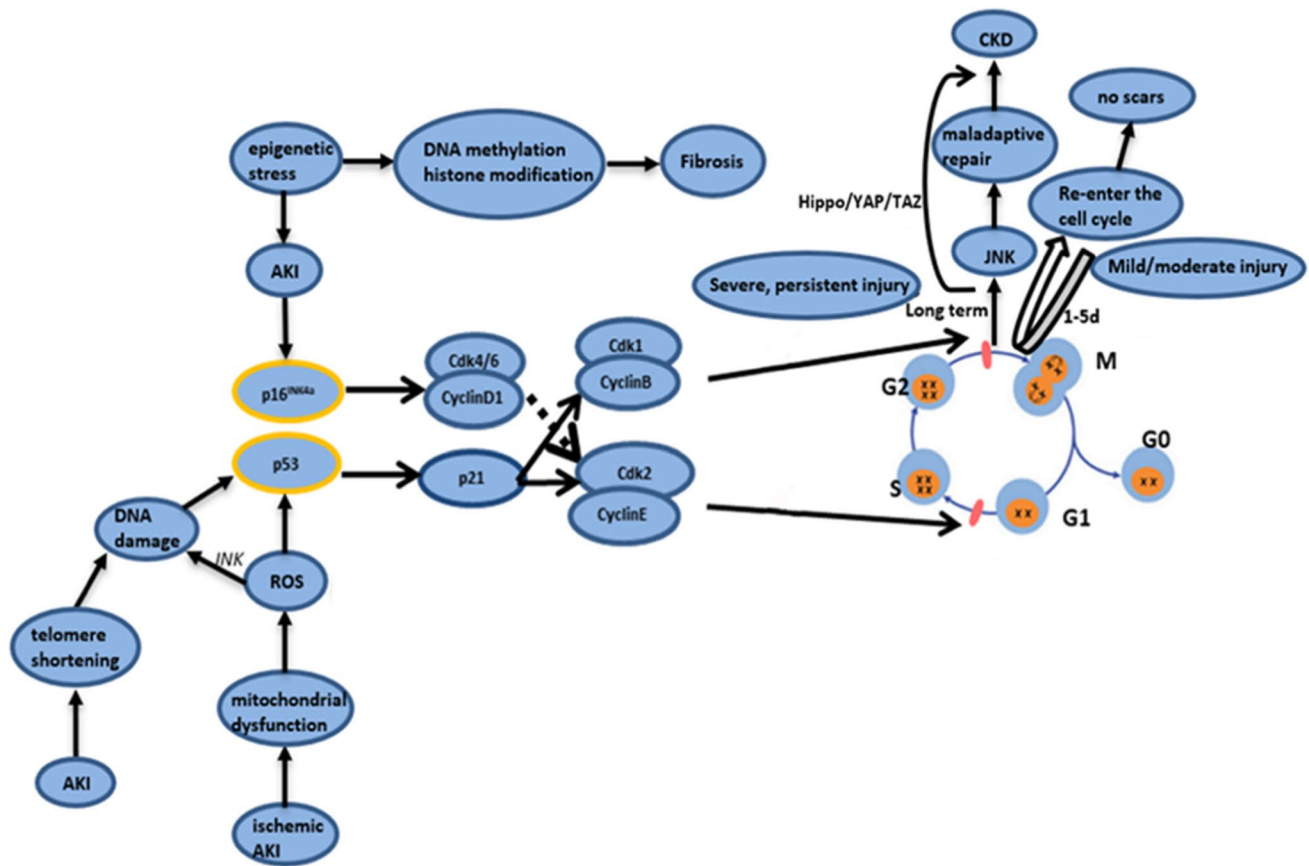 CKD
no scars
maladaptive
repair
epigenetic
stress
DNA methylation
histone modification
Fibrosis
Hippo/YAP/TAZ
Re-enter the
cell cycle
AKI
JNK
Severe, persistent injury
Mild/moderate injury
Long term
1-5d
p16INK4a
Cdk4/6
CyclinD1
Cdk1
CyclinB
G2
M
p53
p21
Cdk2
CyclinE
S
G1
G0
DNA
damage
JNK
ROS
telomere
shortening
mitochondrial
dysfunction
AKI
ischemic
AKI